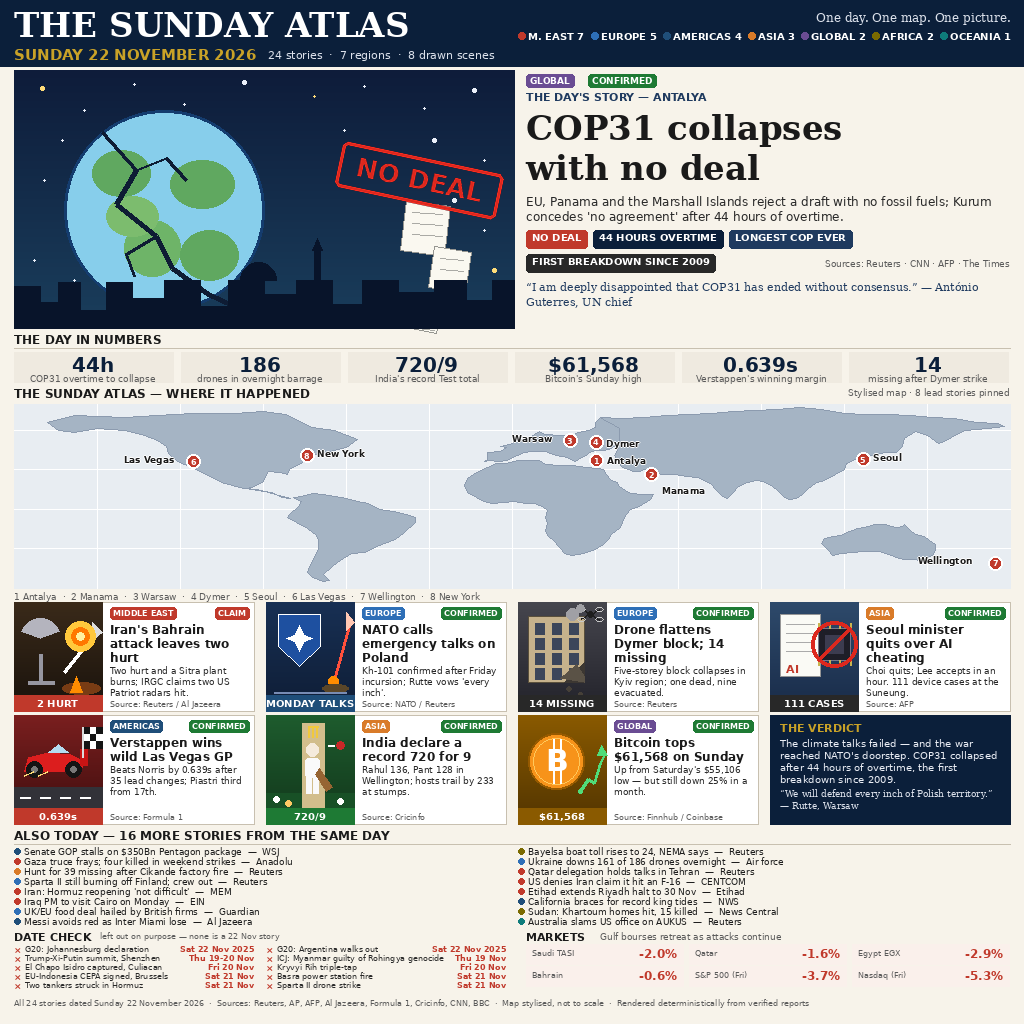 THE SUNDAY ATLAS
One day. One map. One picture.
M. EAST 7 EUROPE 5 AMERICAS 4 ASIA 3 GLOBAL 2 AFRICA 2 OCEANIA 1
SUNDAY 22 NOVEMBER 2026 24 stories · 7 regions · 8 drawn scenes
NO DEAL
GLOBAL CONFIRMED
THE DAY'S STORY — ANTALYA
COP31 collapses
with no deal
EU, Panama and the Marshall Islands reject a draft with no fossil fuels; Kurum
concedes 'no agreement' after 44 hours of overtime.
NO DEAL 44 HOURS OVERTIME LONGEST COP EVER
FIRST BREAKDOWN SINCE 2009
Sources: Reuters · CNN · AFP · The Times
“I am deeply disappointed that COP31 has ended without consensus.” — António
Guterres, UN chief
THE DAY IN NUMBERS
44h
COP31 overtime to collapse
186
drones in overnight barrage
720/9
India's record Test total
$61,568
Bitcoin's Sunday high
0.639s
Verstappen's winning margin
14
missing after Dymer strike
THE SUNDAY ATLAS — WHERE IT HAPPENED
Stylised map · 8 lead stories pinned
Las Vegas 6
8 New York
Warsaw 3
4 Dymer
1 Antalya
2
Manama
5 Seoul
Wellington 7
1 Antalya · 2 Manama · 3 Warsaw · 4 Dymer · 5 Seoul · 6 Las Vegas · 7 Wellington · 8 New York
2 HURT
MIDDLE EAST CLAIM
Iran's Bahrain
attack leaves two
hurt
Two hurt and a Sitra plant
burns; IRGC claims two US
Patriot radars hit.
Source: Reuters / Al Jazeera
MONDAY TALKS
EUROPE CONFIRMED
NATO calls
emergency talks on
Poland
Kh-101 confirmed after Friday
incursion; Rutte vows 'every
inch'.
Source: NATO / Reuters
14 MISSING
EUROPE CONFIRMED
Drone flattens
Dymer block; 14
missing
Five-storey block collapses in
Kyiv region; one dead, nine
evacuated.
Source: Reuters
AI
111 CASES
ASIA CONFIRMED
Seoul minister
quits over AI
cheating
Choi quits; Lee accepts in an
hour. 111 device cases at the
Suneung.
Source: AFP
0.639s
AMERICAS CONFIRMED
Verstappen wins
wild Las Vegas GP
Beats Norris by 0.639s after
35 lead changes; Piastri third
from 17th.
Source: Formula 1
720/9
ASIA CONFIRMED
India declare a
record 720 for 9
Rahul 136, Pant 128 in
Wellington; hosts trail by 233
at stumps.
Source: Cricinfo
B
$61,568
GLOBAL CONFIRMED
Bitcoin tops
$61,568 on Sunday
Up from Saturday's $55,106
low — but still down 25% in a
month.
Source: Finnhub / Coinbase
THE VERDICT
The climate talks failed — and the war
reached NATO's doorstep. COP31 collapsed
after 44 hours of overtime, the first
breakdown since 2009.
“We will defend every inch of Polish territory.”
— Rutte, Warsaw
ALSO TODAY — 16 MORE STORIES FROM THE SAME DAY
Senate GOP stalls on $350Bn Pentagon package — WSJ
Gaza truce frays; four killed in weekend strikes — Anadolu
Hunt for 39 missing after Cikande factory fire — Reuters
Sparta II still burning off Finland; crew out — Reuters
Iran: Hormuz reopening 'not difficult' — MEM
Iraq PM to visit Cairo on Monday — EIN
UK/EU food deal hailed by British firms — Guardian
Messi avoids red as Inter Miami lose — Al Jazeera
Bayelsa boat toll rises to 24, NEMA says — Reuters
Ukraine downs 161 of 186 drones overnight — Air force
Qatar delegation holds talks in Tehran — Reuters
US denies Iran claim it hit an F-16 — CENTCOM
Etihad extends Riyadh halt to 30 Nov — Etihad
California braces for record king tides — NWS
Sudan: Khartoum homes hit, 15 killed — News Central
Australia slams US office on AUKUS — Reuters
DATE CHECK left out on purpose — none is a 22 Nov story
× G20: Johannesburg declaration Sat 22 Nov 2025
× Trump-Xi-Putin summit, Shenzhen Thu 19-20 Nov
× El Chapo Isidro captured, Culiacan Fri 20 Nov
× EU-Indonesia CEPA signed, Brussels Sat 21 Nov
× Two tankers struck in Hormuz Sat 21 Nov
× G20: Argentina walks out Sat 22 Nov 2025
× ICJ: Myanmar guilty of Rohingya genocide Thu 19 Nov
× Kryvyi Rih triple-tap Fri 20 Nov
× Basra power station fire Sat 21 Nov
× Sparta II drone strike Sat 21 Nov
MARKETS Gulf bourses retreat as attacks continue
Saudi TASI -2.0% Qatar -1.6% Egypt EGX -2.9%
Bahrain -0.6% S&P 500 (Fri) -3.7% Nasdaq (Fri) -5.3%
All 24 stories dated Sunday 22 November 2026 · Sources: Reuters, AP, AFP, Al Jazeera, Formula 1, Cricinfo, CNN, BBC · Map stylised, not to scale · Rendered deterministically from verified reports